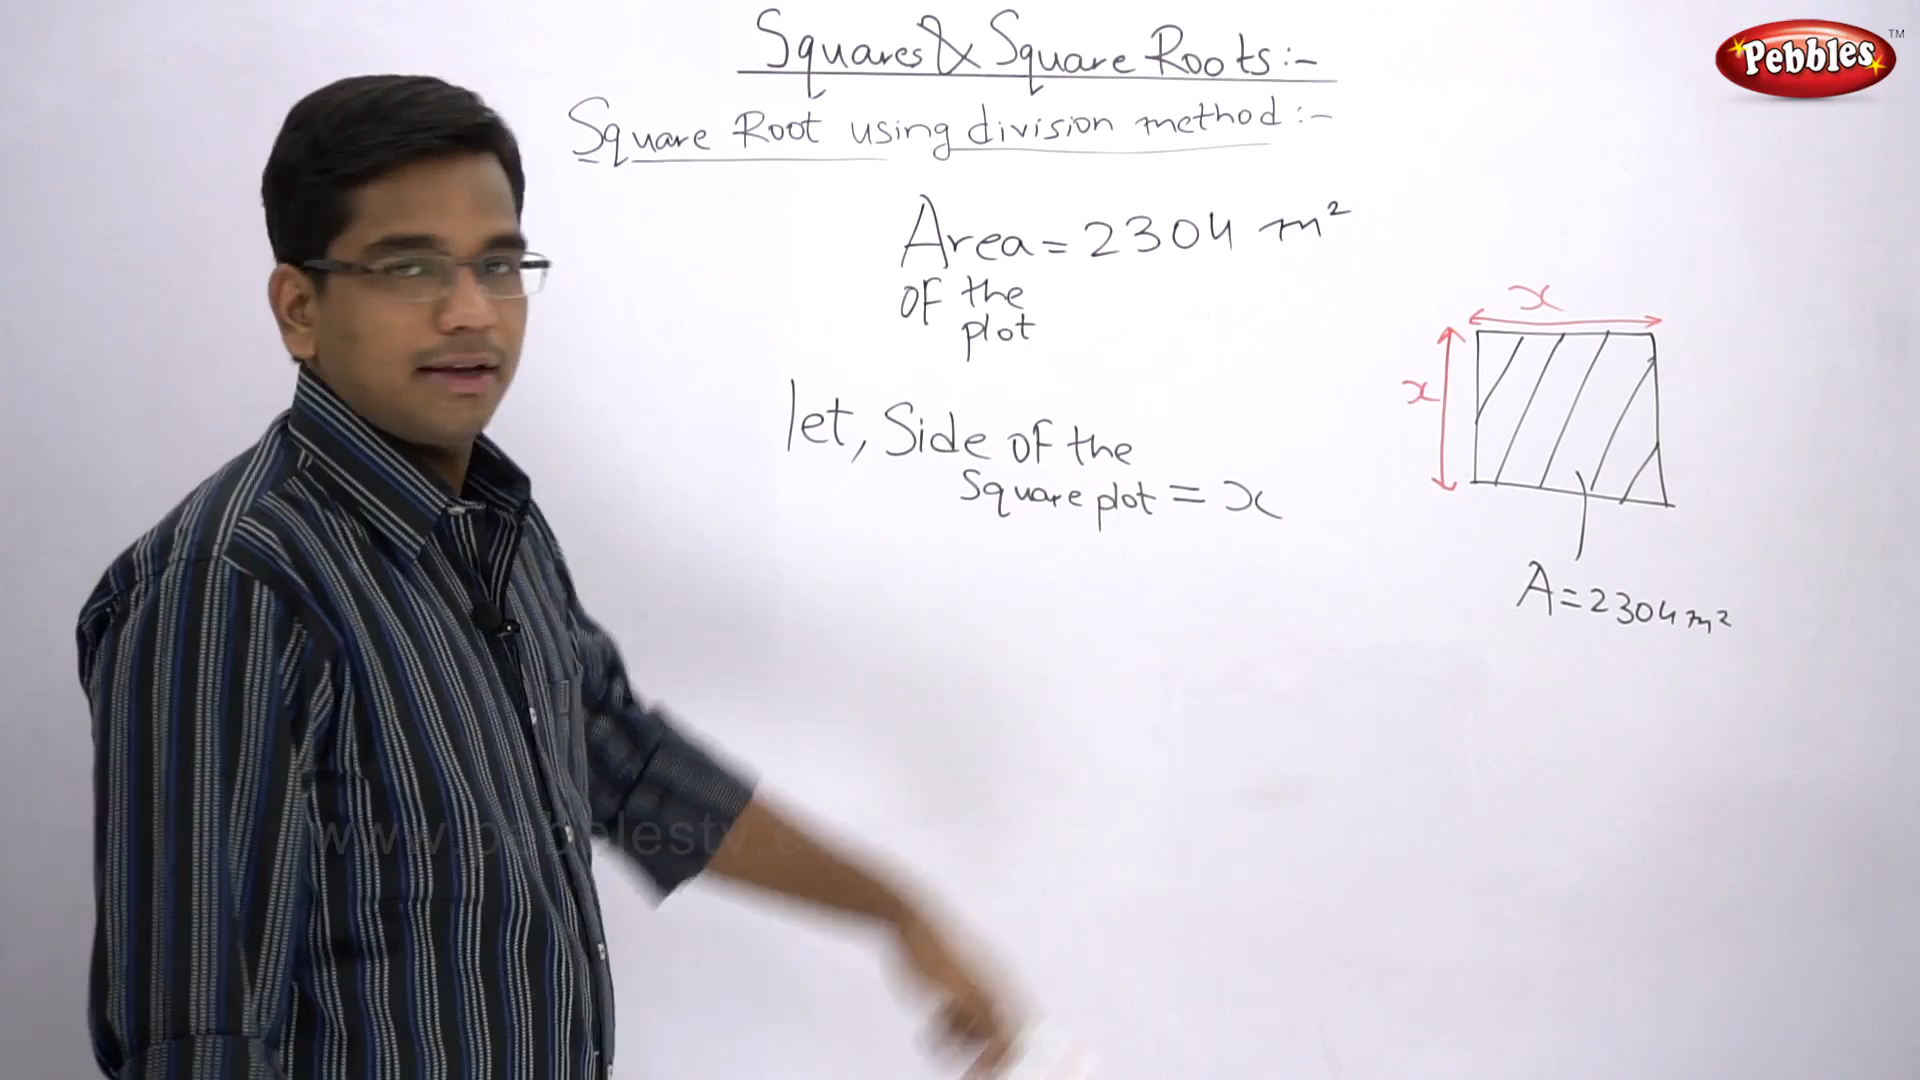 Squares & Square Roots:-
Square Root using division method:-
Area = 2304 m²
of the
plot
let, Side of the
Square plot = x
x
x
A = 2304 m²
Pebbles TM